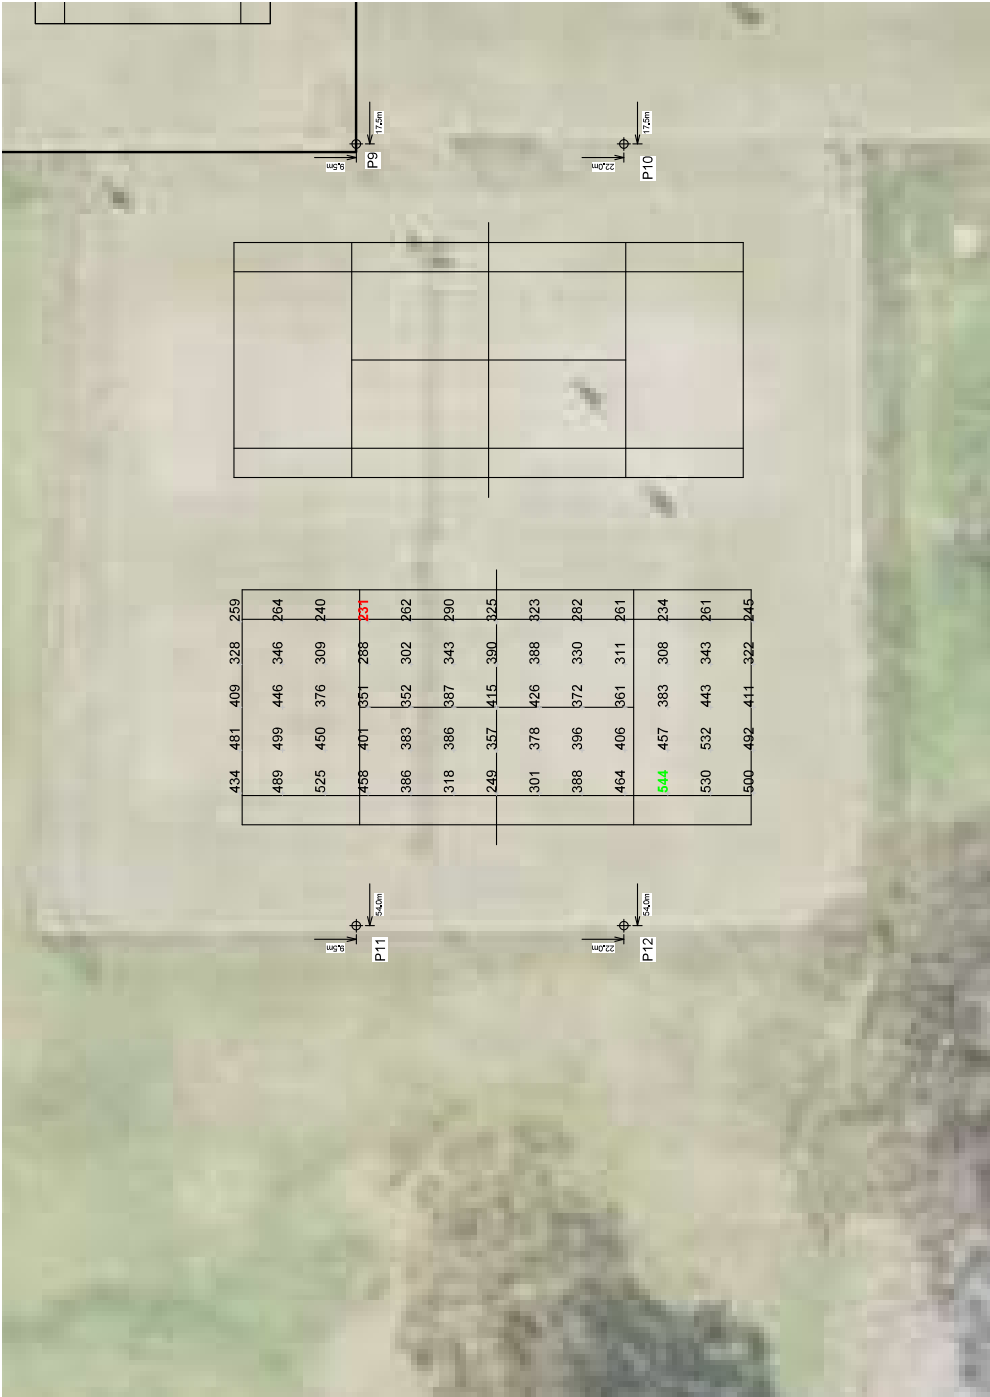 17.5m
9.5m
P9
17.5m
22.0m
P10
259 264 240 231 262 290 325 323 282 261 234 261 245
328 346 309 288 302 343 390 388 330 311 308 343 322
409 446 376 351 352 387 415 426 372 361 383 443 411
481 499 450 401 383 386 357 378 396 406 457 532 492
434 489 525 458 386 318 249 301 388 464 544 530 500
54.0m
9.5m
P11
54.0m
22.0m
P12